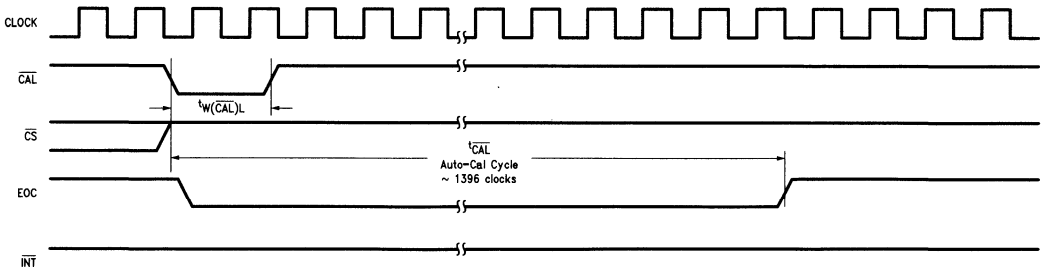 CLOCK
CAL
tW(CAL)L
CS
tCAL
Auto-Cal Cycle
~ 1396 clocks
EOC
INT